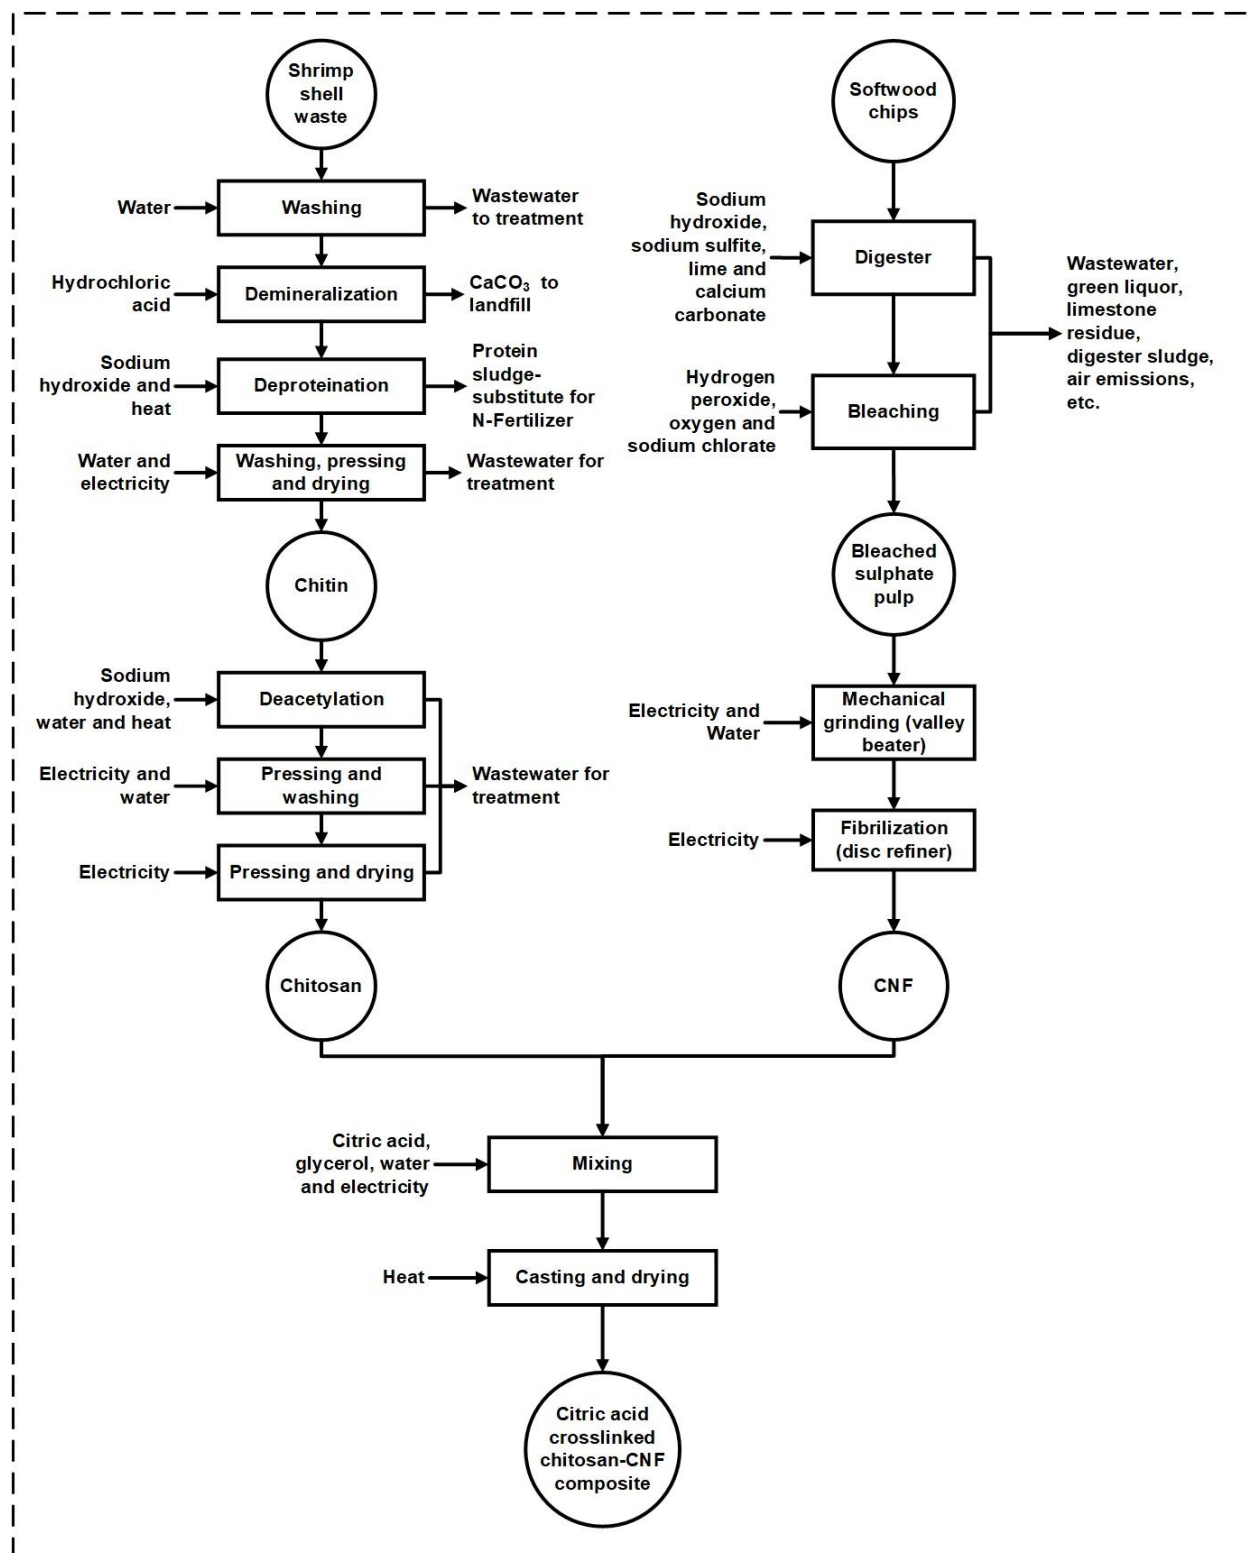 Shrimp
shell
waste
Water
Washing
Wastewater
to treatment
Hydrochloric
acid
Demineralization
CaCO₃ to
landfill
Sodium
hydroxide and
heat
Deproteination
Protein
sludge-
substitute for
N-Fertilizer
Water and
electricity
Washing, pressing
and drying
Wastewater for
treatment
Chitin
Sodium
hydroxide,
water and heat
Deacetylation
Electricity and
water
Pressing and
washing
Wastewater for
treatment
Electricity
Pressing and drying
Chitosan
Softwood
chips
Sodium
hydroxide,
sodium sulfite,
lime and
calcium
carbonate
Digester
Wastewater,
green liquor,
limestone
residue,
digester sludge,
air emissions,
etc.
Hydrogen
peroxide,
oxygen and
sodium chlorate
Bleaching
Bleached
sulphate
pulp
Electricity and
Water
Mechanical
grinding (valley
beater)
Electricity
Fibrilization
(disc refiner)
CNF
Citric acid,
glycerol, water
and electricity
Mixing
Heat
Casting and drying
Citric acid
crosslinked
chitosan-CNF
composite